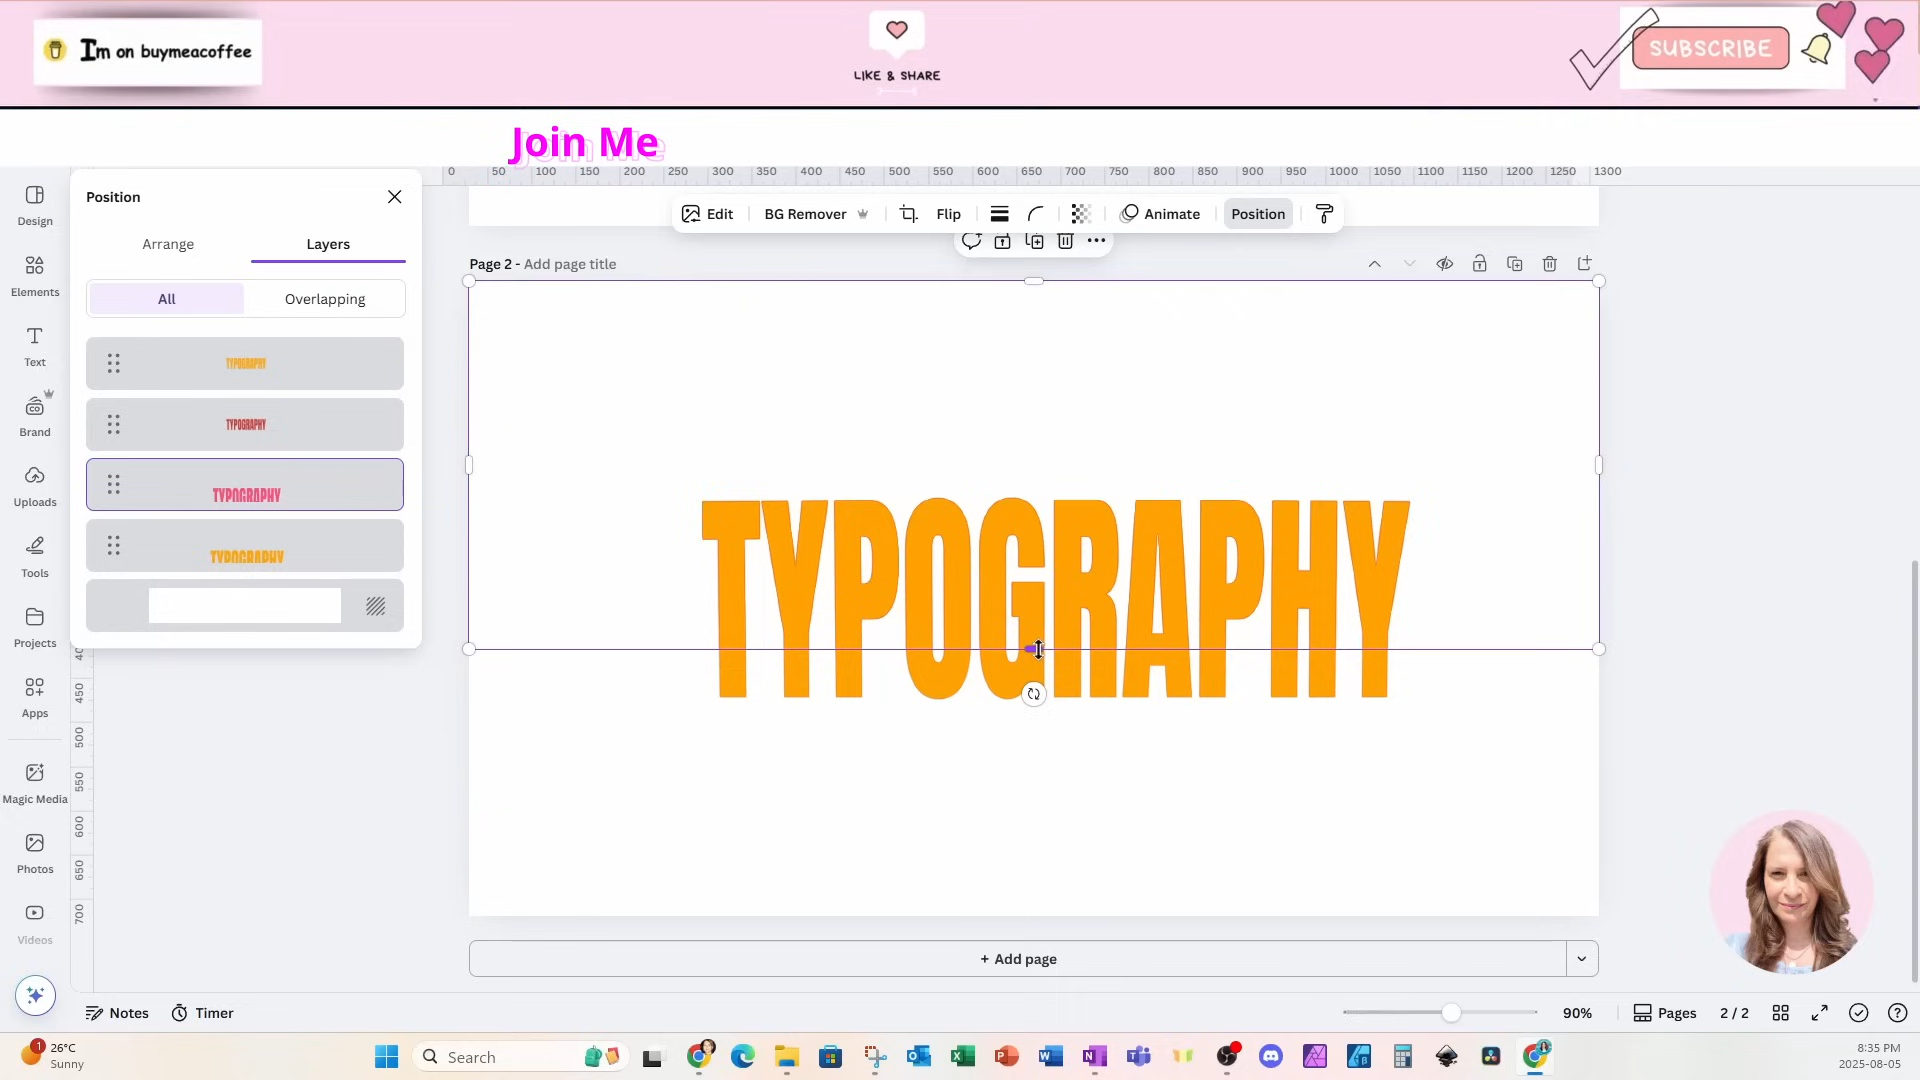 I'm on buymeacoffee
LIKE & SHARE
SUBSCRIBE
Join Me
0 50 100 150 200 250 300 350 400 450 500 550 600 650 700 750 800 850 900 950 1000 1050 1100 1150 1200 1250 1300
Position
Arrange
Layers
All
Overlapping
TYPOGRAPHY
TYPOGRAPHY
TYPOGRAPHY
TYPOGRAPHY
Design
Elements
Text
Brand
Uploads
Tools
Projects
Apps
Magic Media
Photos
Videos
Edit
BG Remover
Flip
Animate
Position
Page 2 - Add page title
450
500
550
600
650
700
TYPOGRAPHY
+ Add page
Notes
Timer
90%
Pages
2 / 2
1
26°C
Sunny
Search
8:35 PM
2025-08-05